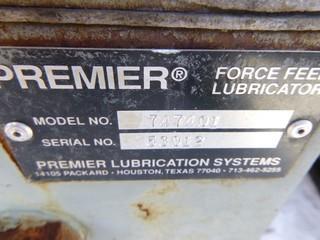 PREMIER® FORCE FEED
LUBRICATOR
MODEL NO.
SERIAL NO.
PREMIER LUBRICATION SYSTEMS
14105 PACKARD - HOUSTON, TEXAS 77040 - 713-462-5255